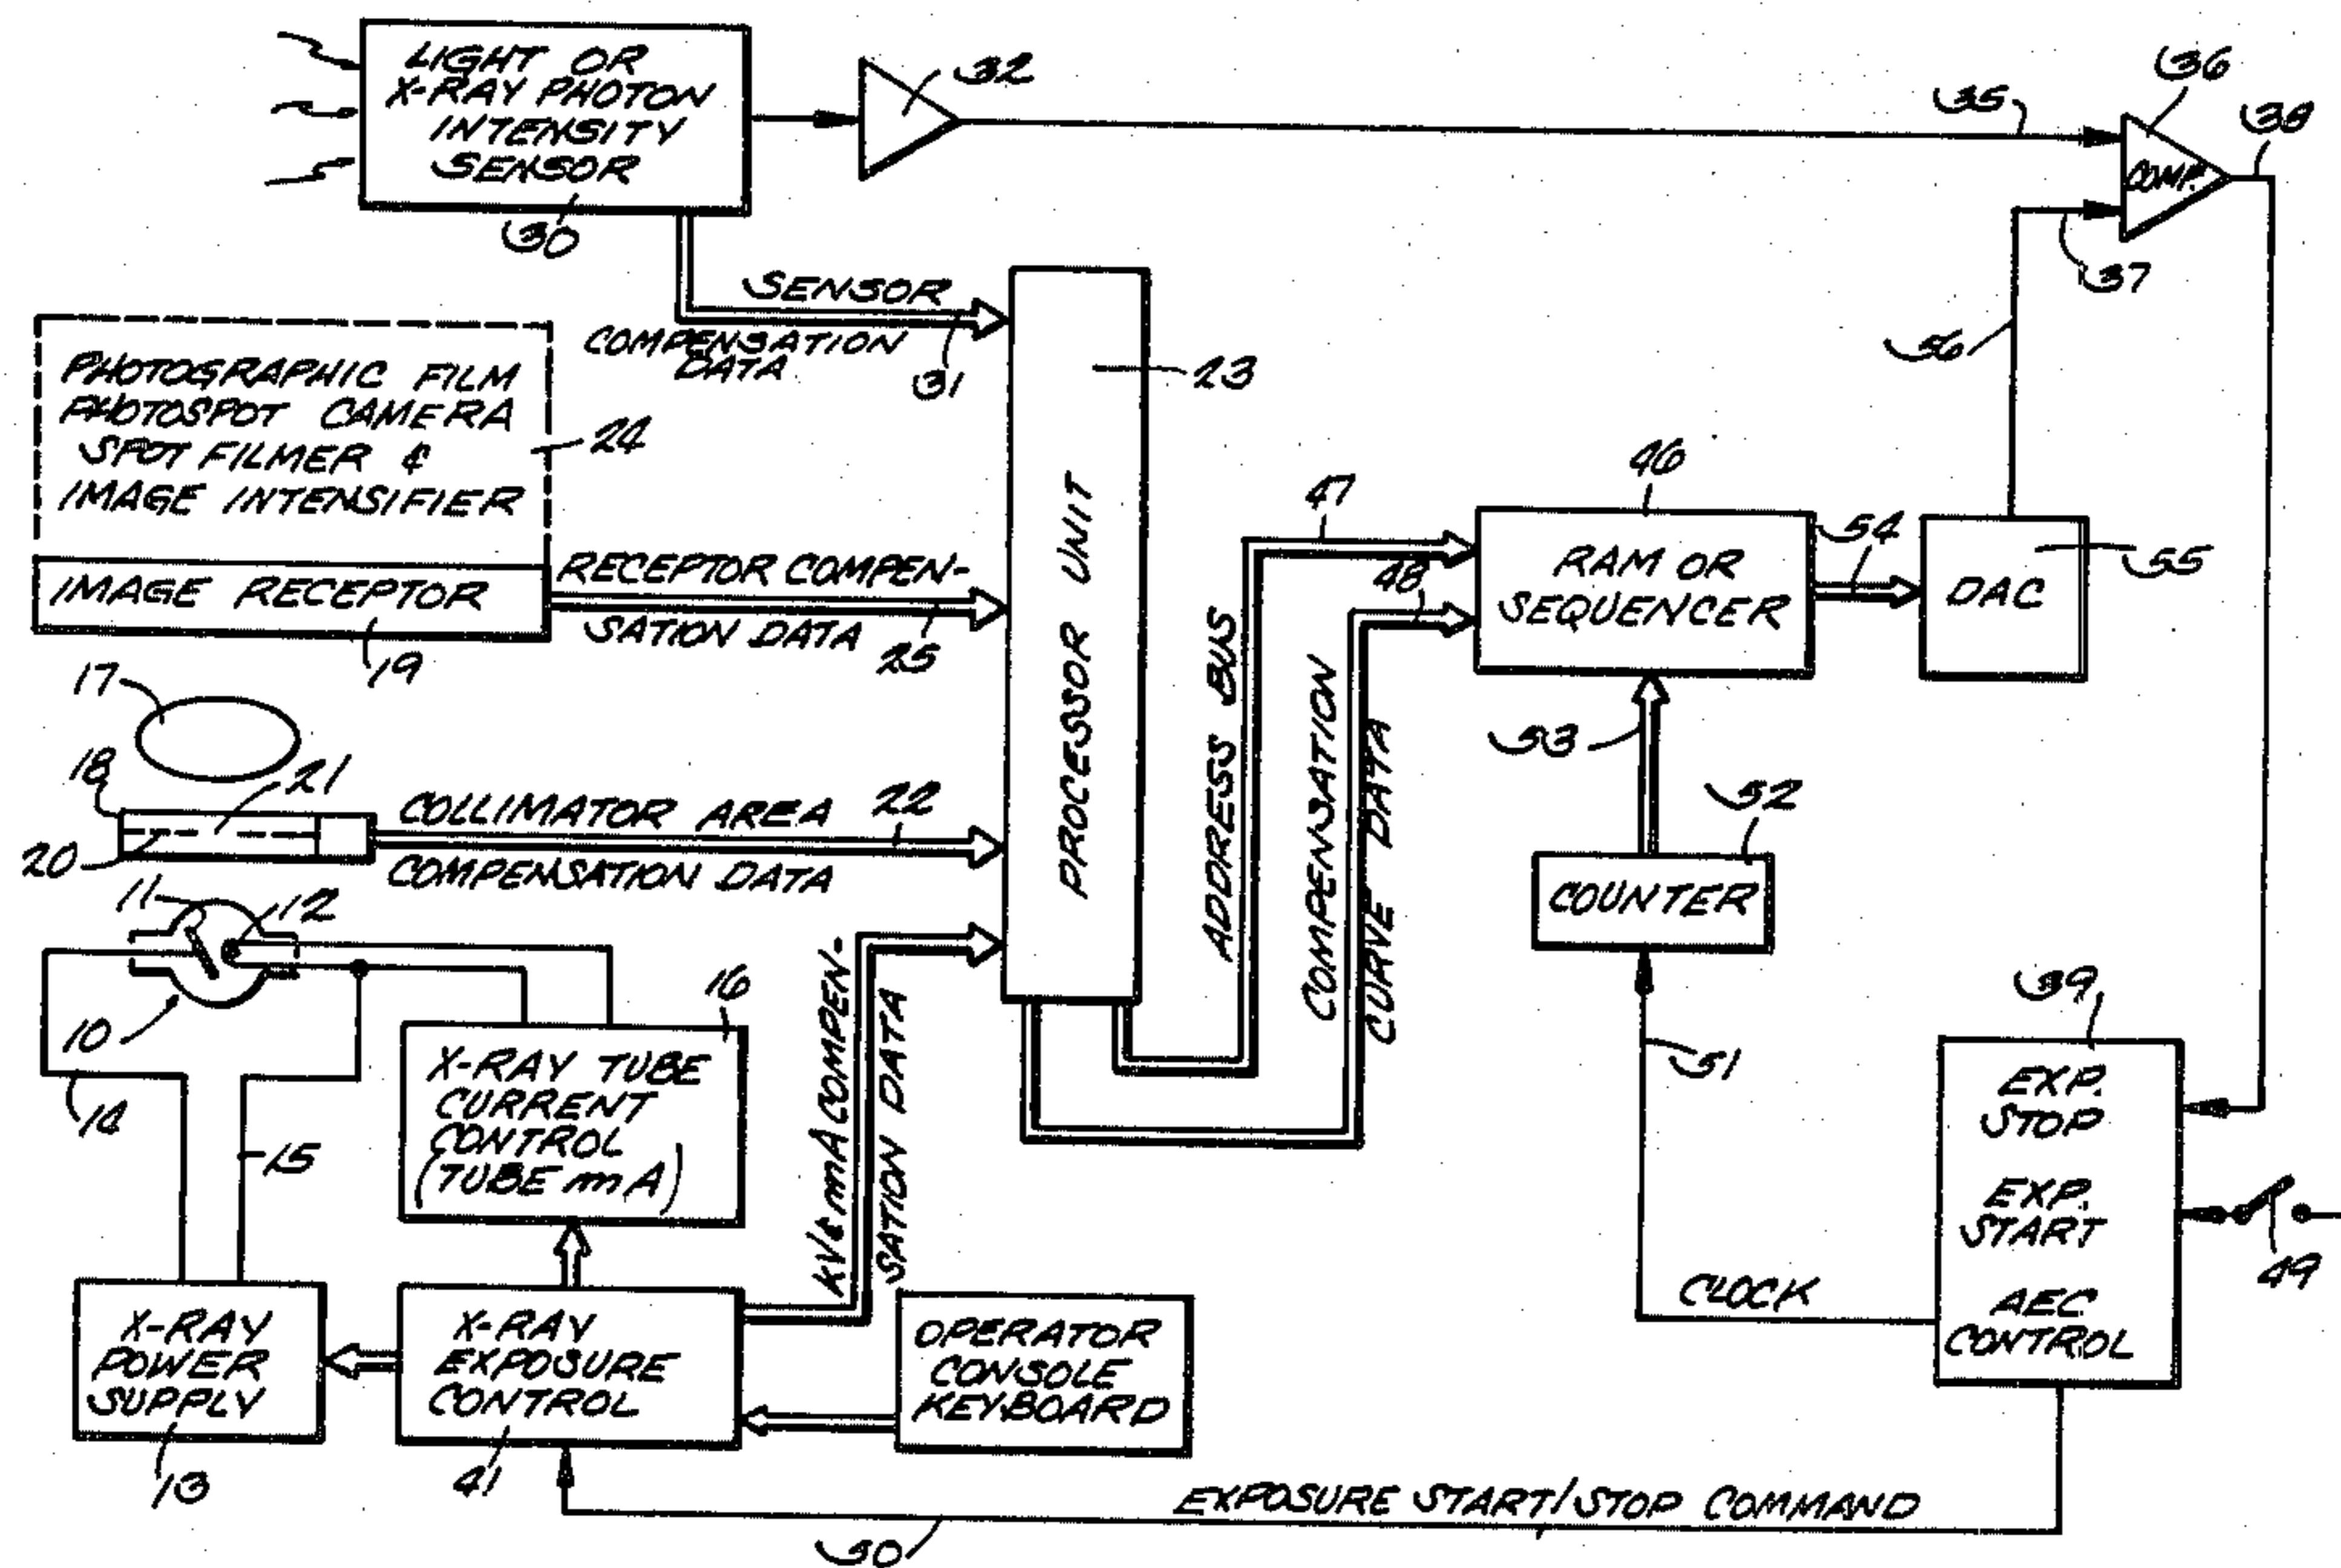 LIGHT OR
X-RAY PHOTON
INTENSITY
SENSOR
30
32
35
36
38
COMP.
37
56
SENSOR
COMPENSATION
DATA
31
23
PHOTOGRAPHIC FILM
PHOTOSPOT CAMERA
SPOT FILMER &
IMAGE INTENSIFIER
24
IMAGE RECEPTOR
19
RECEPTOR COMPEN-
SATION DATA
25
PROCESSOR UNIT
47
48
46
RAM OR
SEQUENCER
54
DAC
55
17
18
21
20
COLLIMATOR AREA
COMPENSATION DATA
22
ADDRESS BUS
COMPENSATION
CURVE DATA
53
52
COUNTER
51
CLOCK
11
12
10
14
15
16
X-RAY TUBE
CURRENT
CONTROL
(TUBE mA)
KV & mA COMPEN-
SATION DATA
39
EXP.
STOP
EXP.
START
AEC
CONTROL
49
X-RAY
POWER
SUPPLY
13
X-RAY
EXPOSURE
CONTROL
41
OPERATOR
CONSOLE
KEYBOARD
EXPOSURE START/STOP COMMAND
50